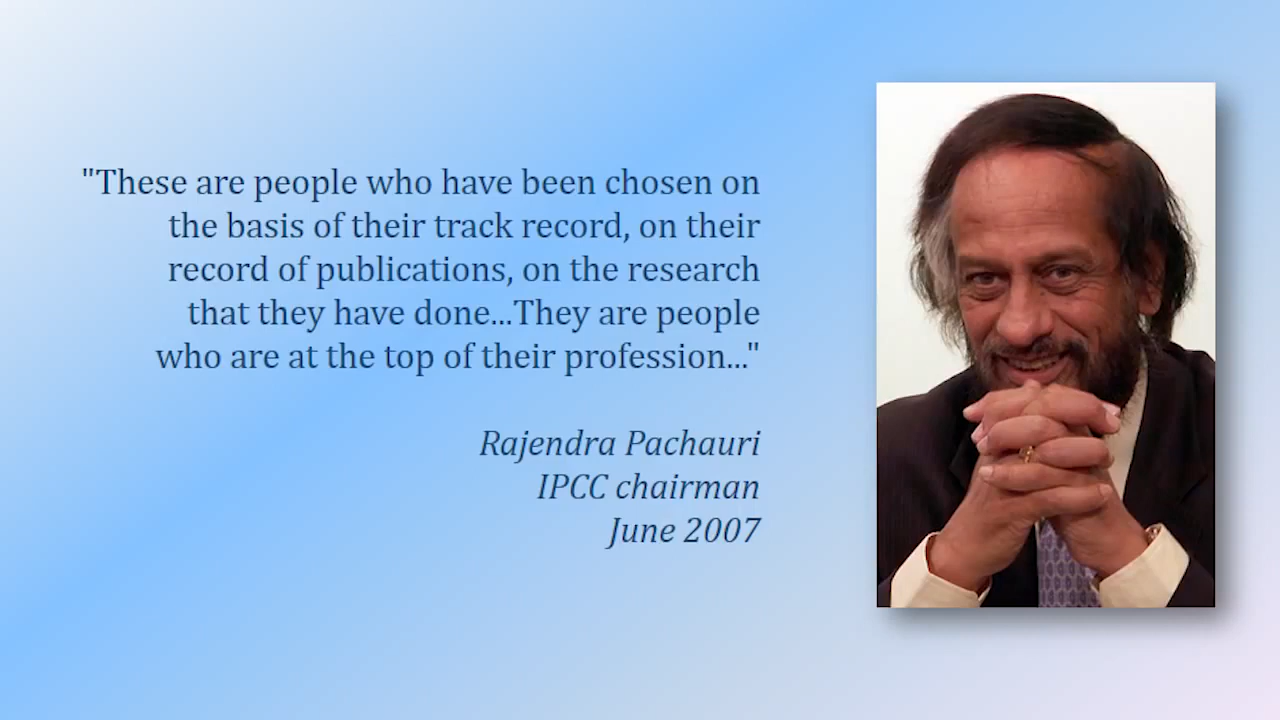 "These are people who have been chosen on
the basis of their track record, on their
record of publications, on the research
that they have done...They are people
who are at the top of their profession..."
Rajendra Pachauri
IPCC chairman
June 2007